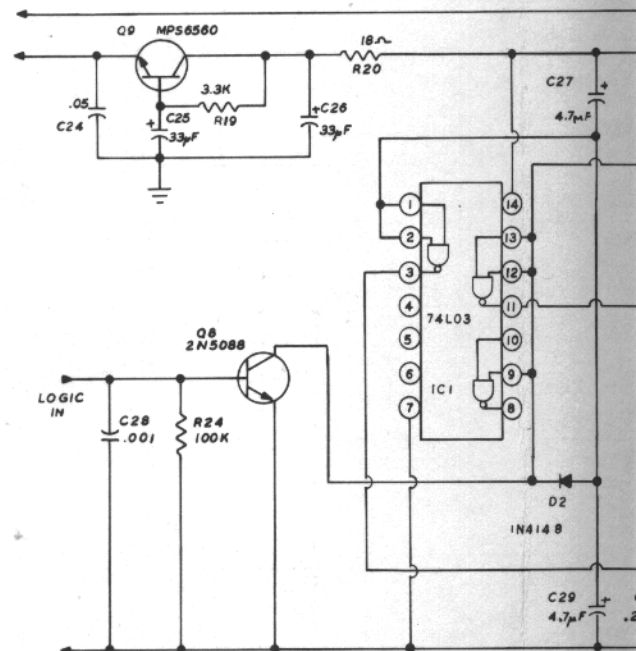 Q9 MPS6560
18Ω
R20
3.3K
R19
.05
C24
C25
33µF
+
C26
33µF
+
C27
+
4.7µF
1
2
3
4
5
6
7
14
13
12
11
10
9
8
74L03
IC1
Q8
2N5088
LOGIC
IN
C28
.001
R24
100K
D2
1N4148
C29
+
4.7µF
.2